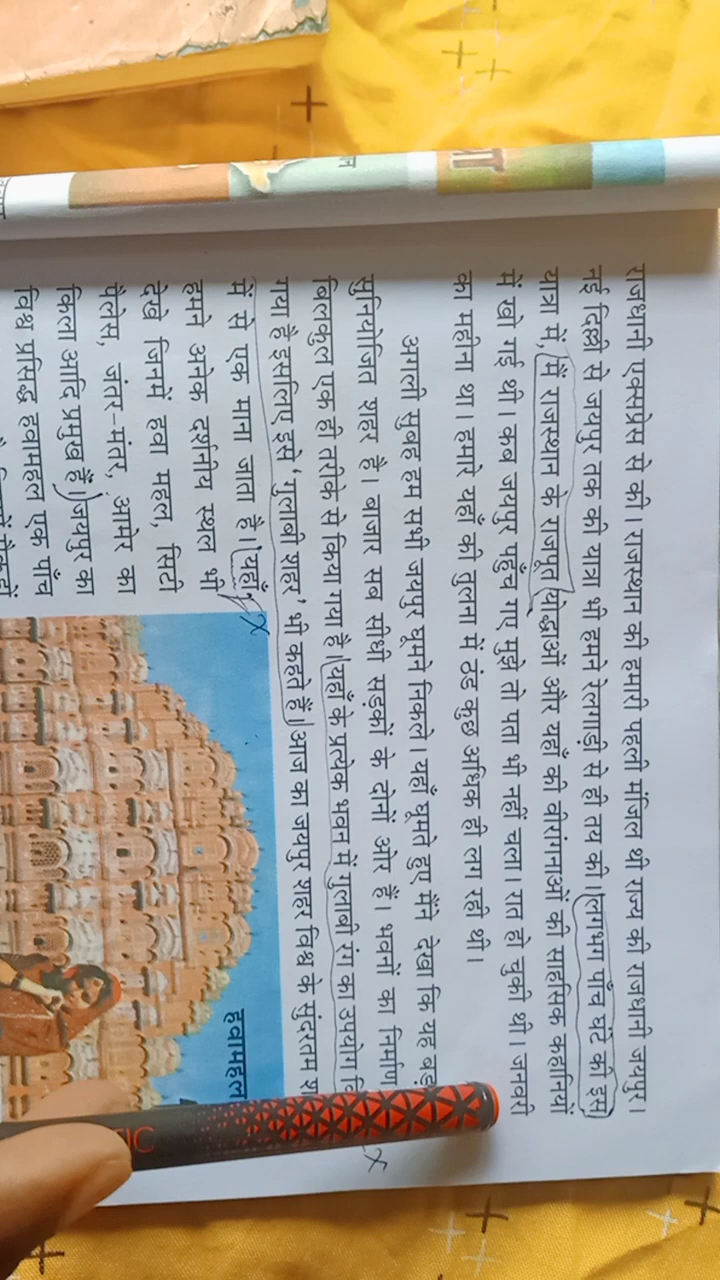 राजधानी एक्सप्रेस से की। राजस्थान की हमारी पहली मंजिल थी राज्य की राजधानी जयपुर।
नई दिल्ली से जयपुर तक की यात्रा भी हमने रेलगाड़ी से ही तय की। लगभग पाँच घंटे की इस
यात्रा में, मैं राजस्थान के राजपूत योद्धाओं और यहाँ की वीरांगनाओं की साहसिक कहानियों
में खो गई थी। कब जयपुर पहुँच गए मुझे तो पता भी नहीं चला। रात हो चुकी थी। जनवरी
का महीना था। हमारे यहाँ की तुलना में ठंड कुछ अधिक ही लग रही थी।
अगली सुबह हम सभी जयपुर घूमने निकले। यहाँ घूमते हुए मैंने देखा कि यह
सुनियोजित शहर है। बाजार सब सीधी सड़कों के दोनों ओर हैं। भवनों का निर्माण
बिलकुल एक ही तरीके से किया गया है। यहाँ के प्रत्येक भवन में गुलाबी रंग का उपयोग
गया है इसलिए इसे 'गुलाबी शहर' भी कहते हैं। आज का जयपुर शहर विश्व के सुंदरतम
में से एक माना जाता है। यहाँ
हमने अनेक दर्शनीय स्थल भी
देखे जिनमें हवा महल, सिटी
पैलेस, जंतर-मंतर, आमेर का
किला आदि प्रमुख हैं। जयपुर का
विश्व प्रसिद्ध हवामहल एक पाँच
हवामहल
TIC
x
x